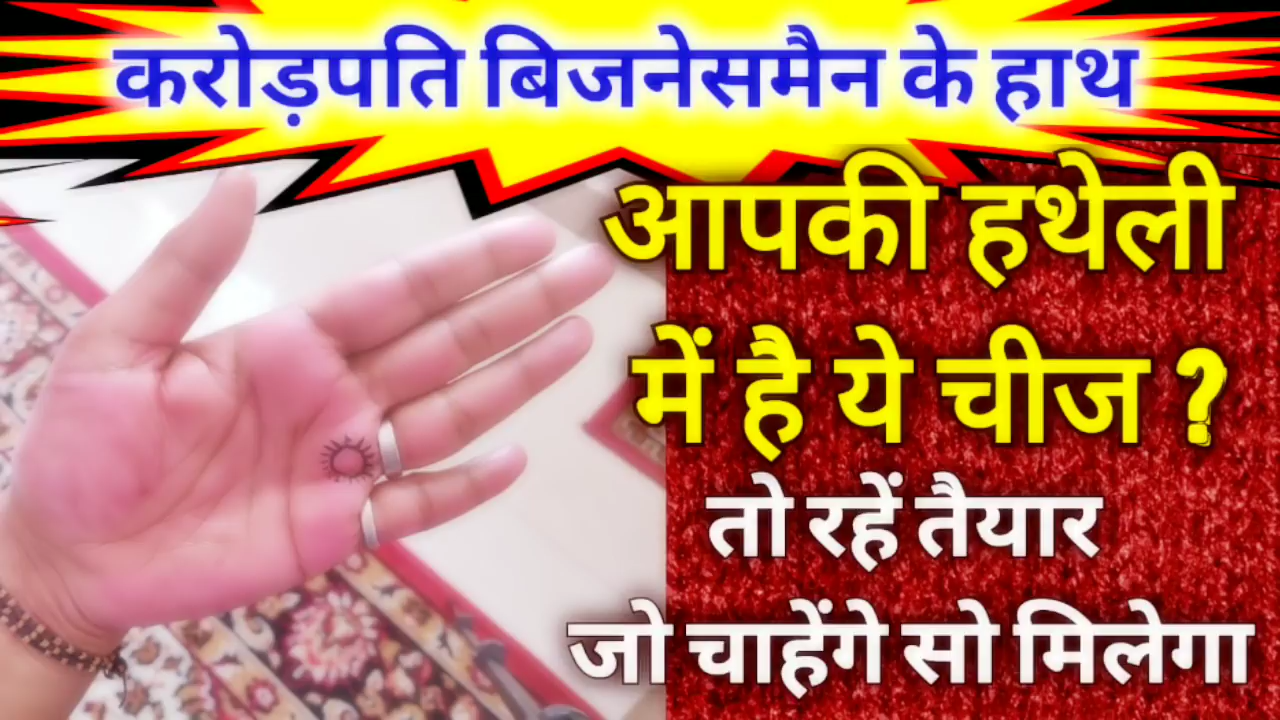 करोड़पति बिजनेसमैन के हाथ
आपकी हथेली
में है ये चीज ?
तो रहें तैयार
जो चाहेंगे सो मिलेगा